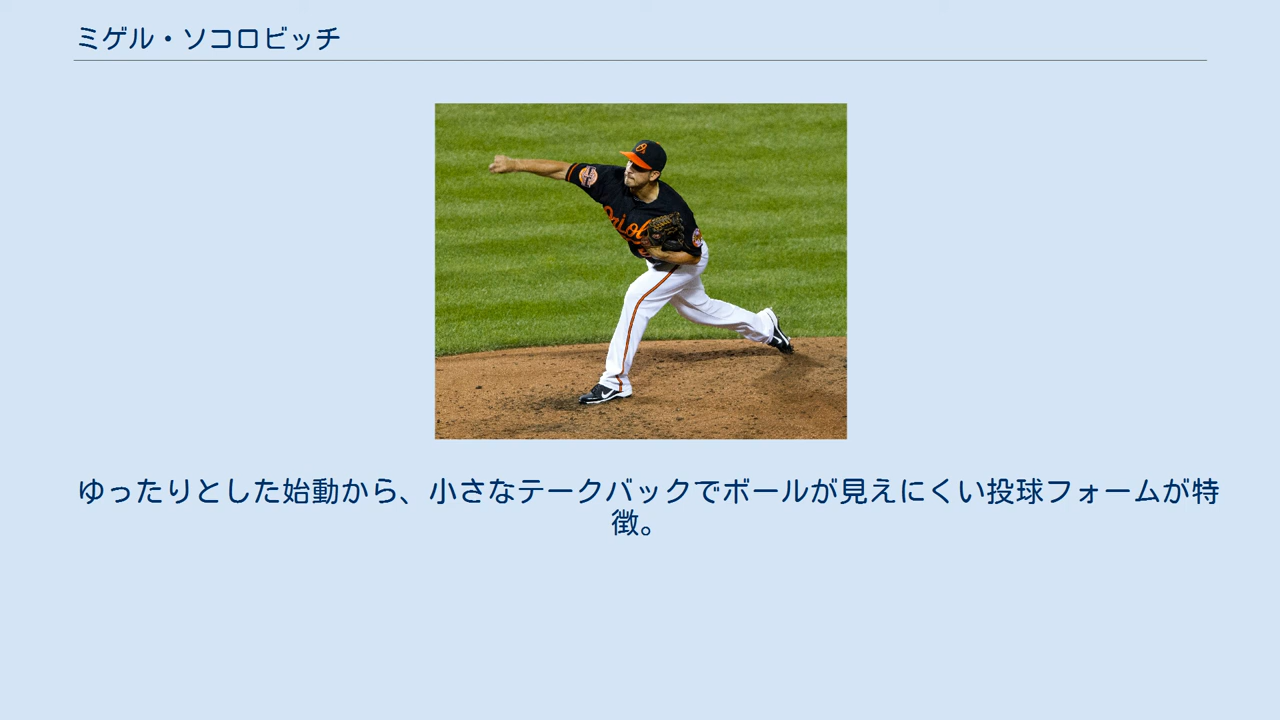 ミゲル・ソコロビッチ
Oriol
ゆったりとした始動から、小さなテークバックでボールが見えにくい投球フォームが特
徴。